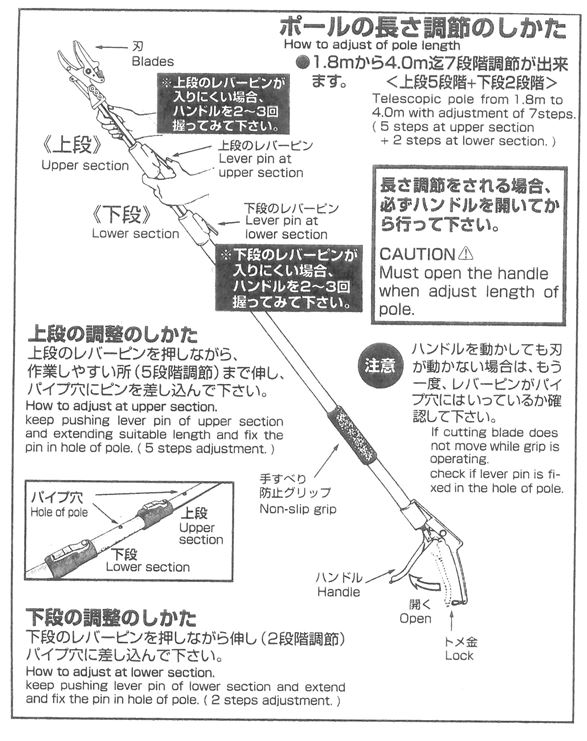 ポールの長さ調節のしかた
How to adjust of pole length
●1.8mから4.0m迄7段階調節が出来
ます。 <上段5段階+下段2段階>
Telescopic pole from 1.8m to
4.0m with adjustment of 7steps.
( 5 steps at upper section
+ 2 steps at lower section. )
刃
Blades
※上段のレバーピンが
入りにくい場合、
ハンドルを2〜3回
握ってみて下さい。
《上段》
Upper section
上段のレバーピン
Lever pin at
upper section
《下段》
Lower section
下段のレバーピン
Lever pin at
lower section
※下段のレバーピンが
入りにくい場合、
ハンドルを2〜3回
握ってみて下さい。
長さ調節をされる場合、
必ずハンドルを開いてか
ら行って下さい。
CAUTION⚠
Must open the handle
when adjust length of
pole.
上段の調整のしかた
上段のレバーピンを押しながら、
作業しやすい所(5段階調節)まで伸し、
パイプ穴にピンを差し込んで下さい。
How to adjust at upper section.
keep pushing lever pin of upper section
and extending suitable length and fix the
pin in hole of pole. ( 5 steps adjustment. )
注意
ハンドルを動かしても刃
が動かない場合は、もう
一度、レバーピンがパイ
プ穴にはいっているか確
認して下さい。
If cutting blade does
not move while grip is
operating.
check if lever pin is fi-
xed in the hole of pole.
手すべり
防止グリップ
Non-slip grip
パイプ穴
Hole of pole
上段
Upper
section
下段
Lower section
ハンドル
Handle
開く
Open
トメ金
Lock
下段の調整のしかた
下段のレバーピンを押しながら伸し(2段階調節)
パイプ穴に差し込んで下さい。
How to adjust at lower section.
keep pushing lever pin of lower section and extend
and fix the pin in hole of pole. ( 2 steps adjustment. )